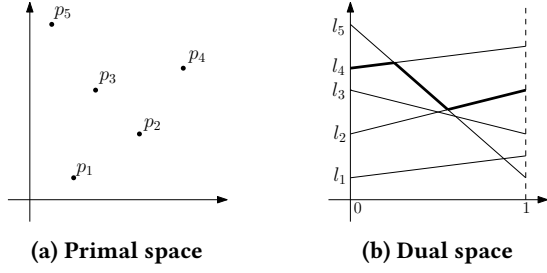 p₅
p₄
p₃
p₂
p₁
(a) Primal space
l₅
l₄
l₃
l₂
l₁
0 1
(b) Dual space